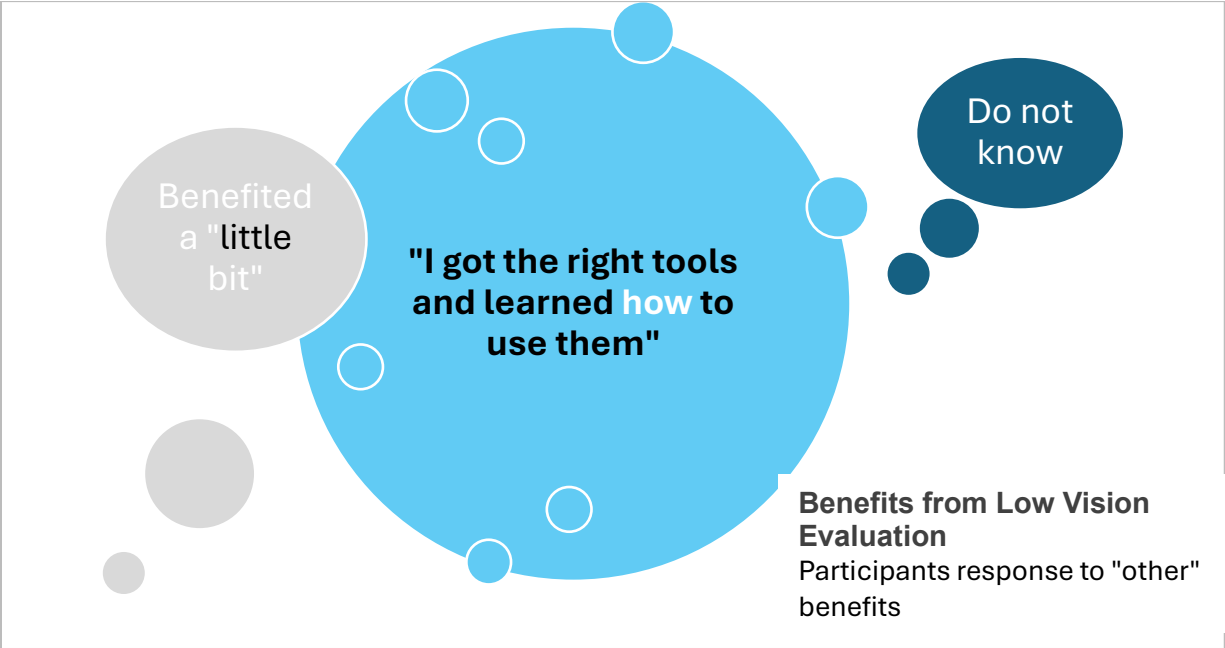 Benefited
a "little
bit"
"I got the right tools
and learned how to
use them"
Do not
know
Benefits from Low Vision
Evaluation
Participants response to "other"
benefits